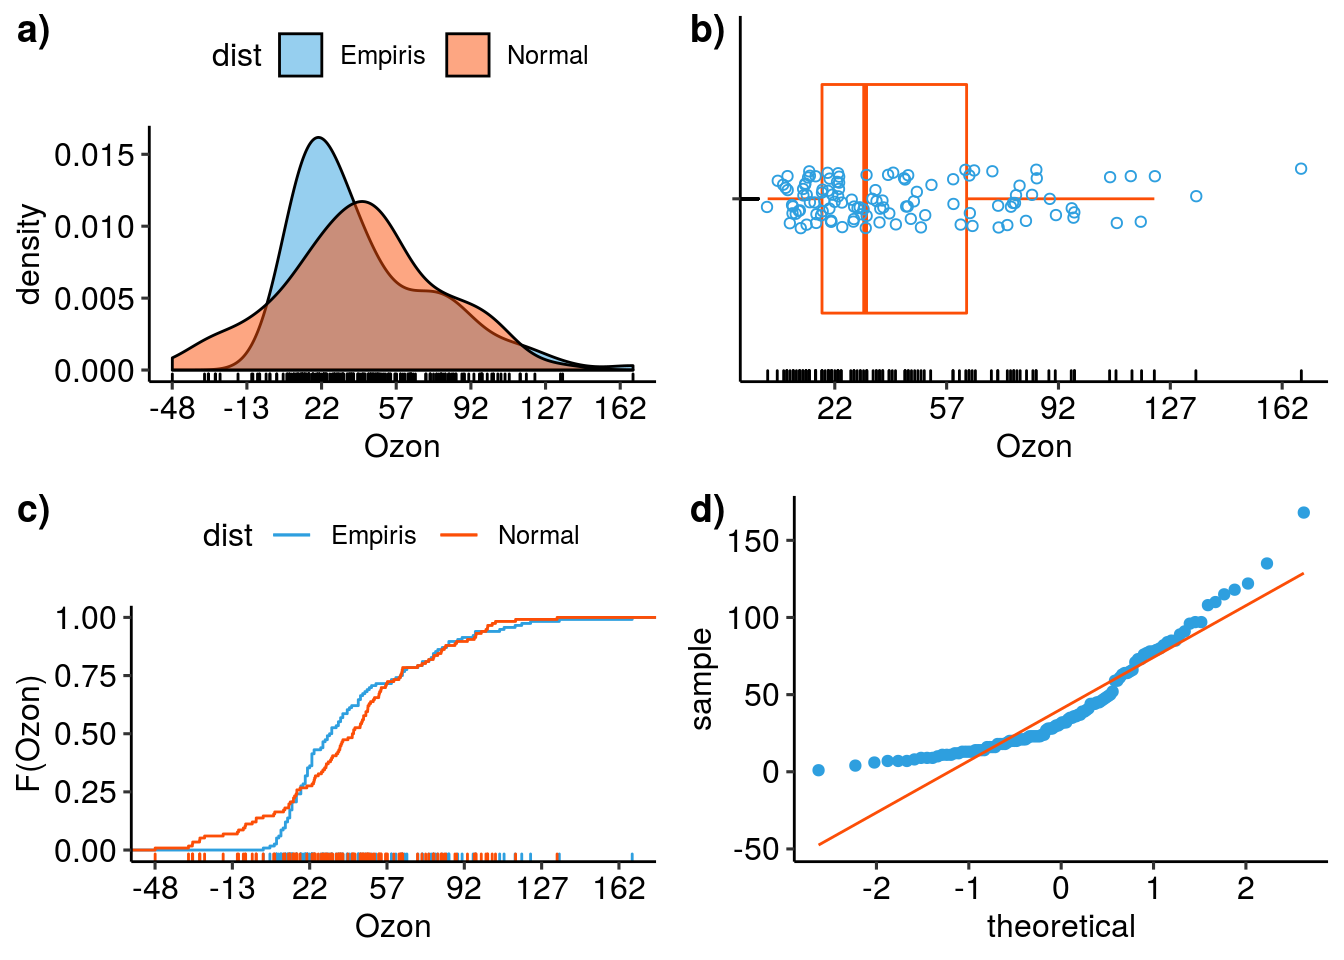 a)
dist Empiris Normal
density
0.015
0.010
0.005
0.000
-48 -13 22 57 92 127 162
Ozon
b)
22 57 92 127 162
Ozon
c)
dist Empiris Normal
F(Ozon)
1.00
0.75
0.50
0.25
0.00
-48 -13 22 57 92 127 162
Ozon
d)
sample
150
100
50
0
-50
-2 -1 0 1 2
theoretical